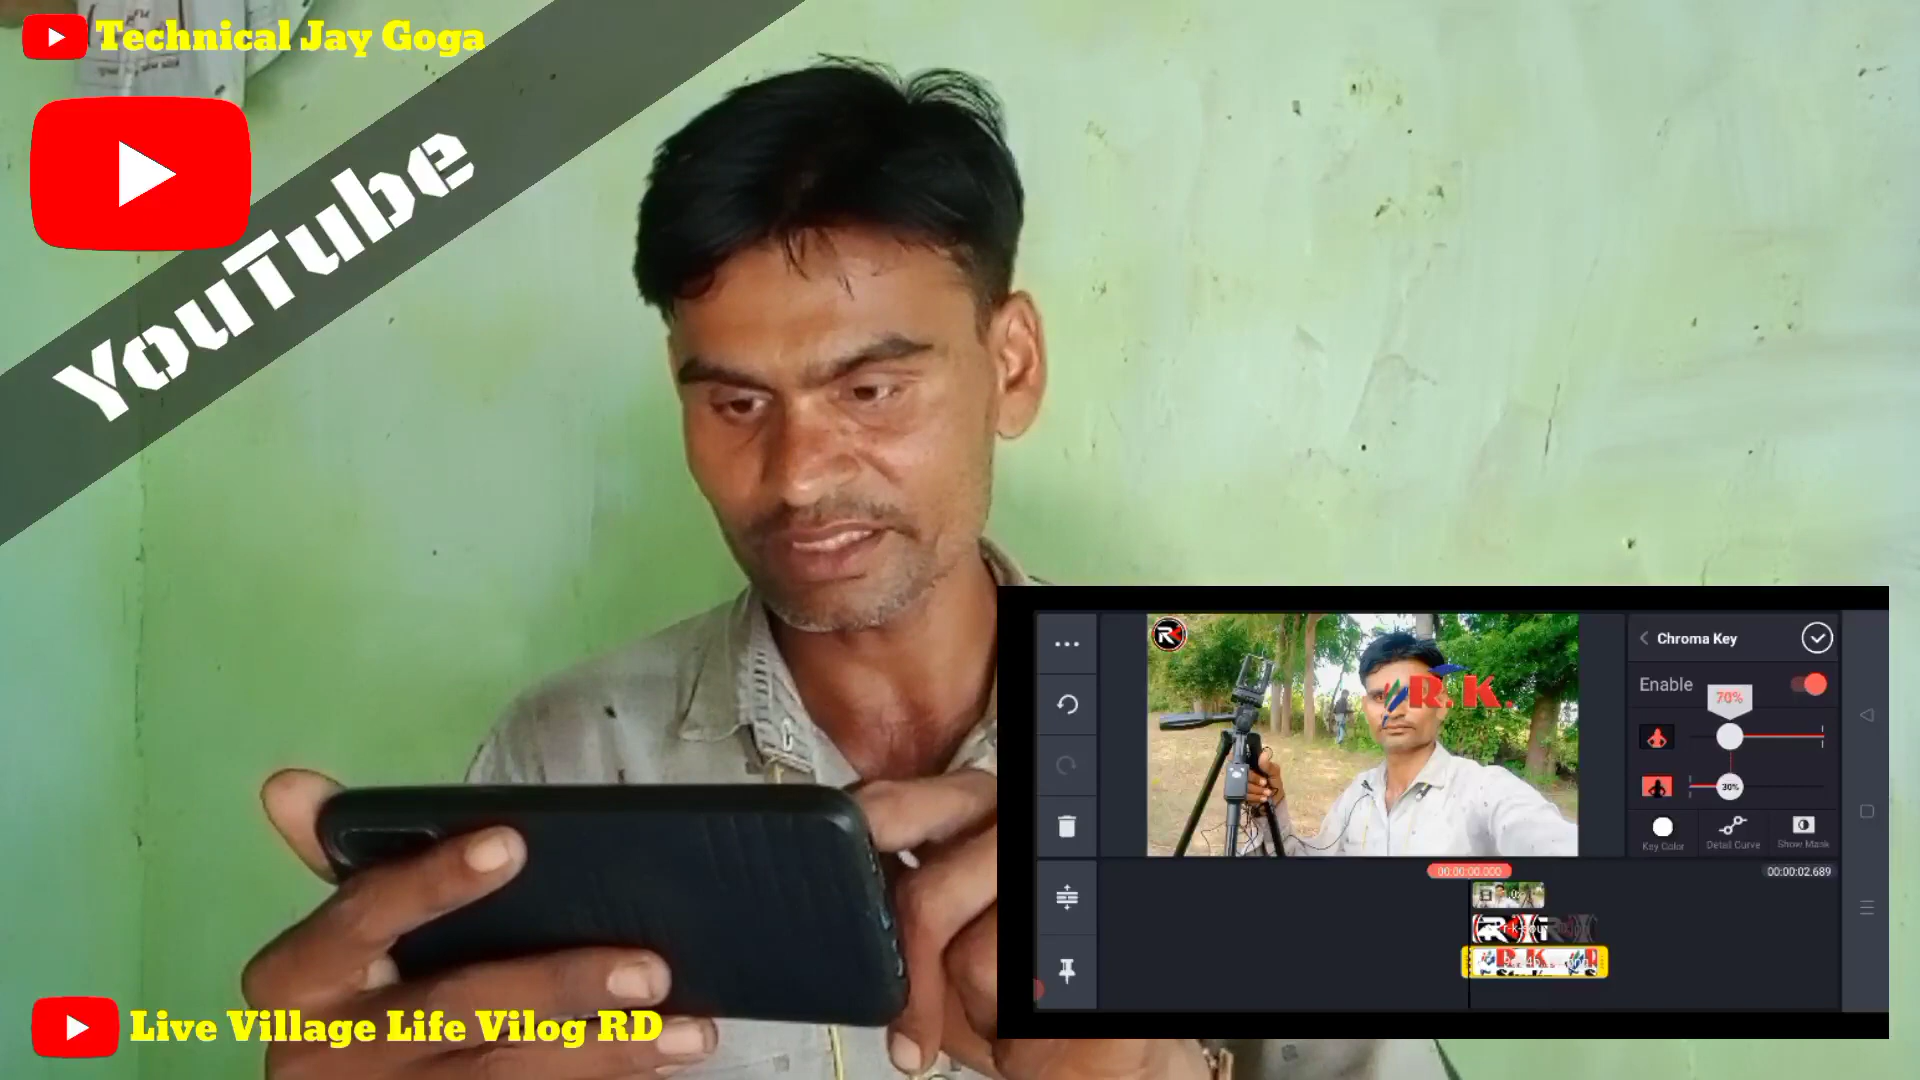 Technical Jay Goga
YouTube
Chroma Key
Enable
70%
R.K.
30%
Key Color
Detail Curve
Show Mask
00:00:00.000
00:00:02.689
Live Village Life Vilog RD